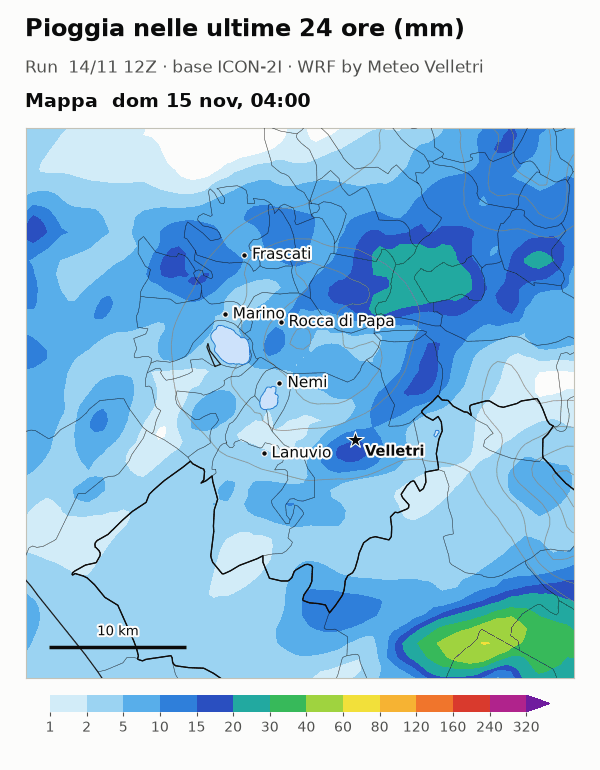 Pioggia nelle ultime 24 ore (mm)
Run  14/11 12Z · base ICON-2I · WRF by Meteo Velletri
Mappa  dom 15 nov, 04:00
Frascati
Marino
Rocca di Papa
Nemi
Velletri
Lanuvio
10 km
1 2 5 10 15 20 30 40 60 80 120 160 240 320